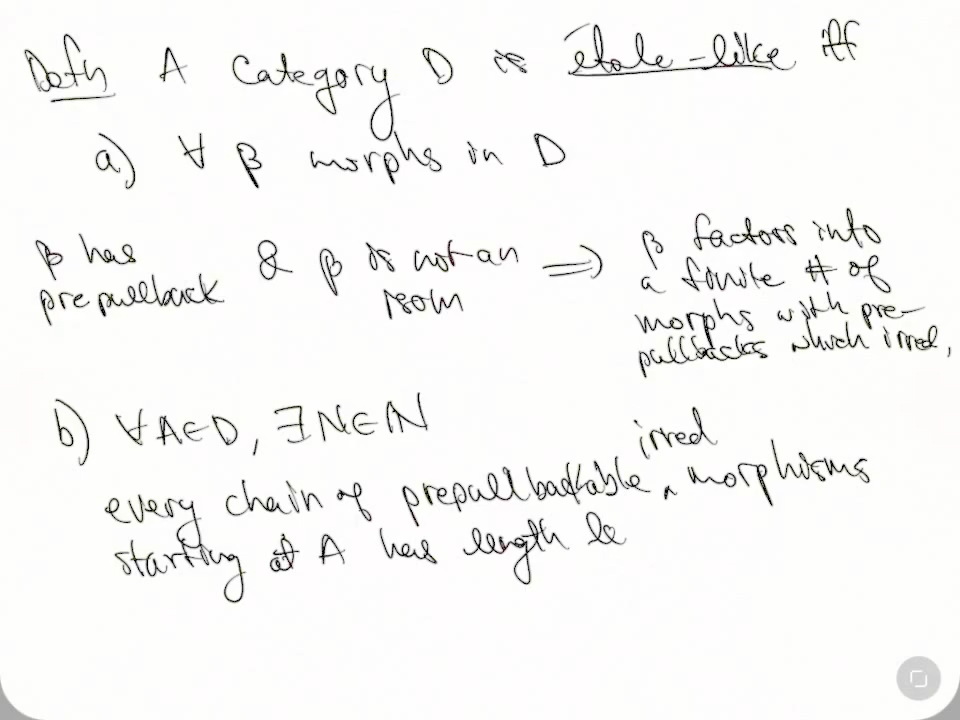 Defn A category D is étale-like iff
a) ∀ β morphs in D
β has prepullback & β is not an isom ⟹ β factors into a finite # of morphs with pre-pullbacks which irred,
b) ∀A∈D, ∃N∈ℕ
every chain of prepullbackable irred morphisms
starting at A has length le